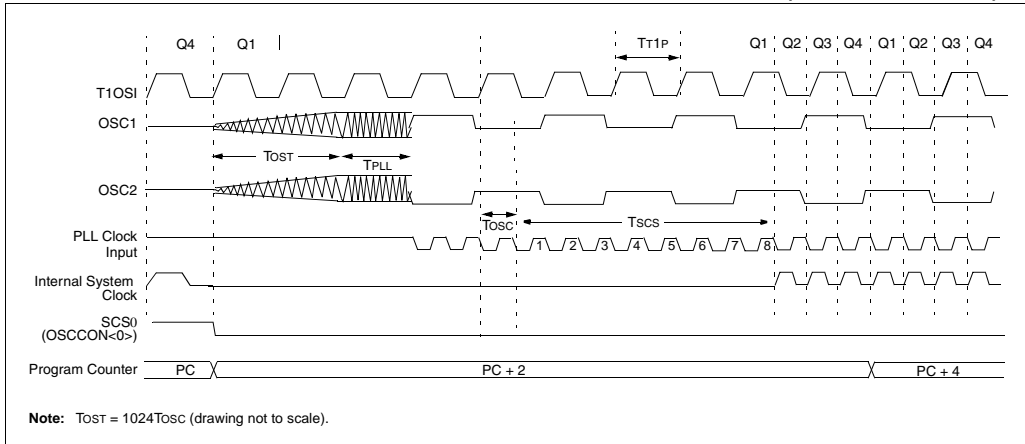 Q4 Q1 TT1P Q1 Q2 Q3 Q4 Q1 Q2 Q3 Q4
T1OSI
OSC1
TOST
TPLL
OSC2
TOSC
TSCS
PLL Clock
Input
1 2 3 4 5 6 7 8
Internal System
Clock
SCS0
(OSCCON<0>)
Program Counter PC PC + 2 PC + 4
Note: TOST = 1024TOSC (drawing not to scale).